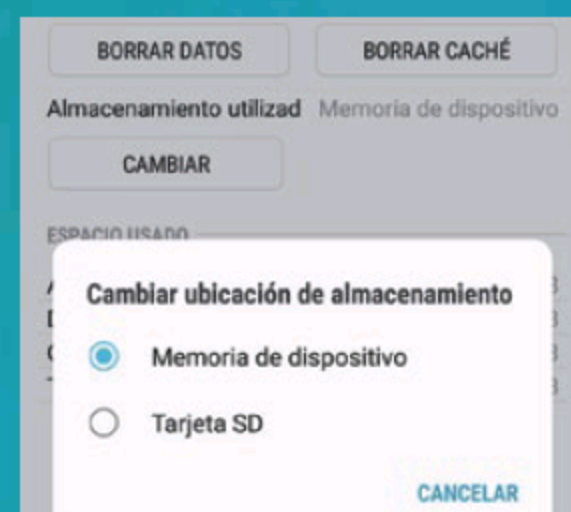 BORRAR DATOS BORRAR CACHÉ
Almacenamiento utilizad Memoria de dispositivo
CAMBIAR
ESPACIO USADO
Cambiar ubicación de almacenamiento
Memoria de dispositivo
Tarjeta SD
CANCELAR